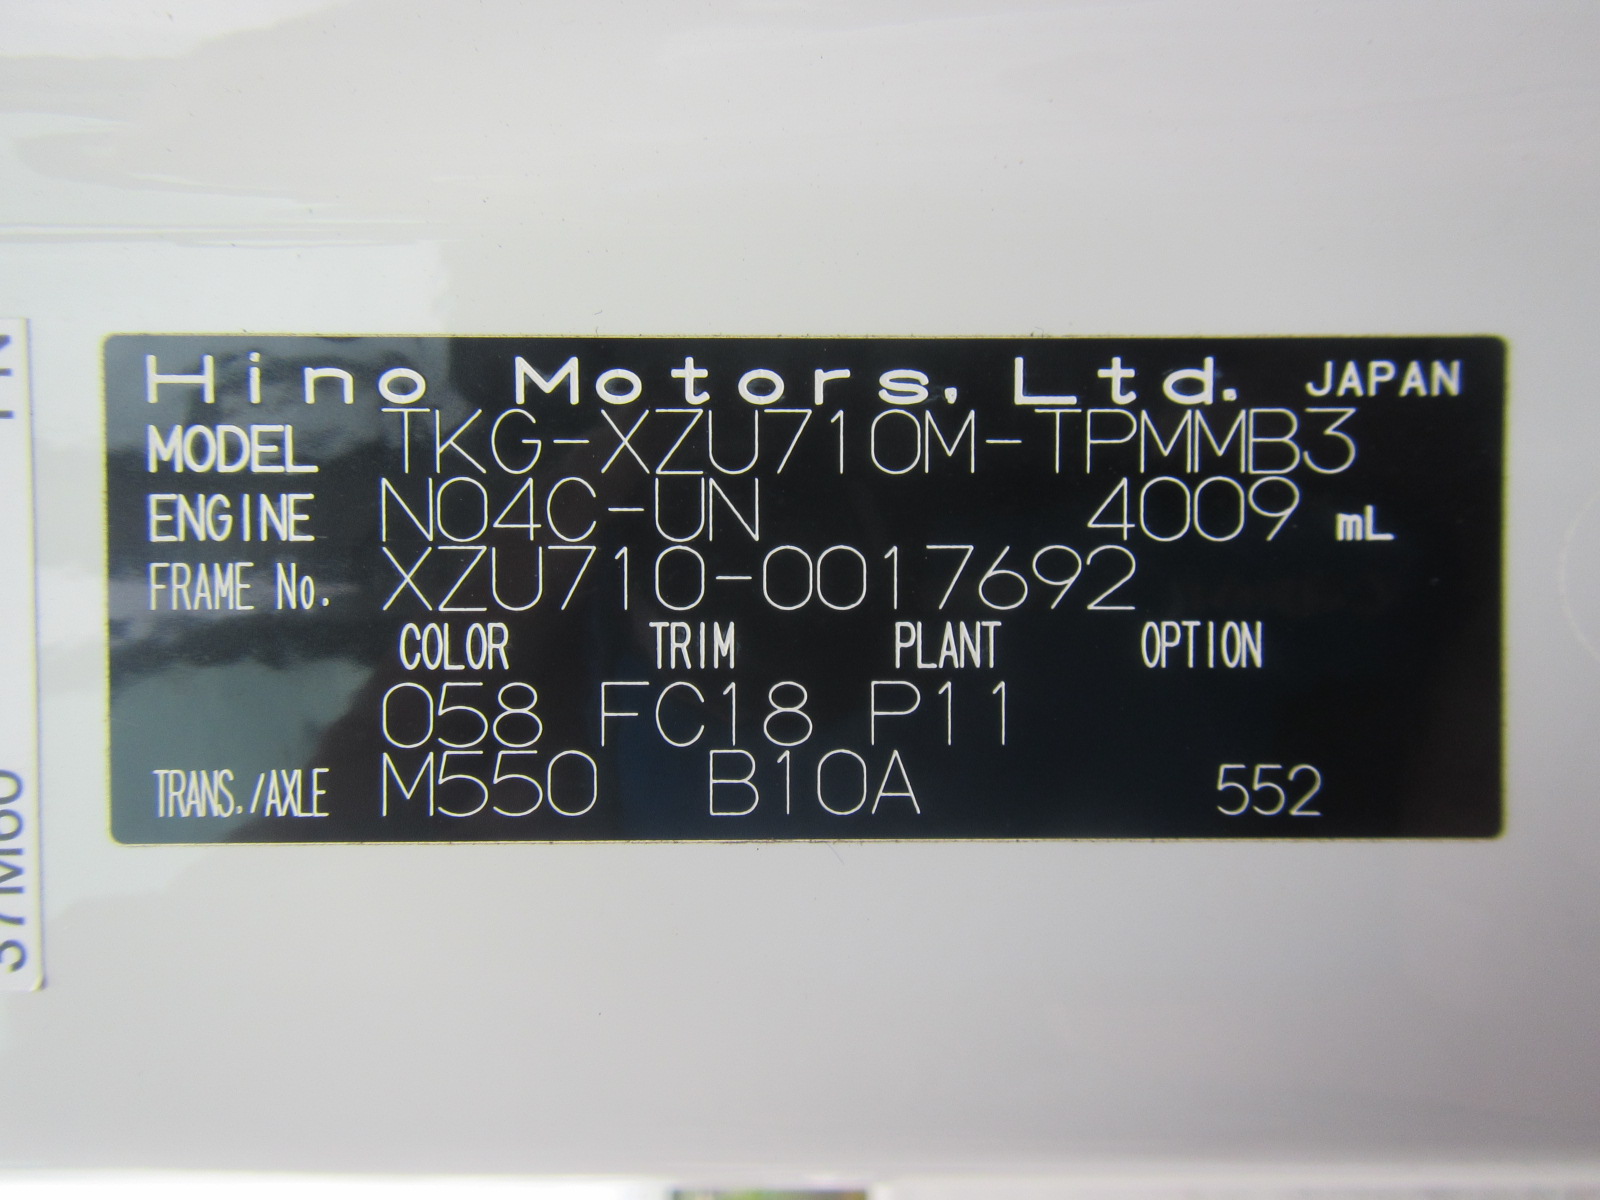 Hino Motors, Ltd. JAPAN
MODEL TKG-XZU710M-TPMMB3
ENGINE N04C-UN 4009 mL
FRAME No. XZU710-0017692
COLOR TRIM PLANT OPTION
058 FC18 P11
TRANS./AXLE M550 B10A 552